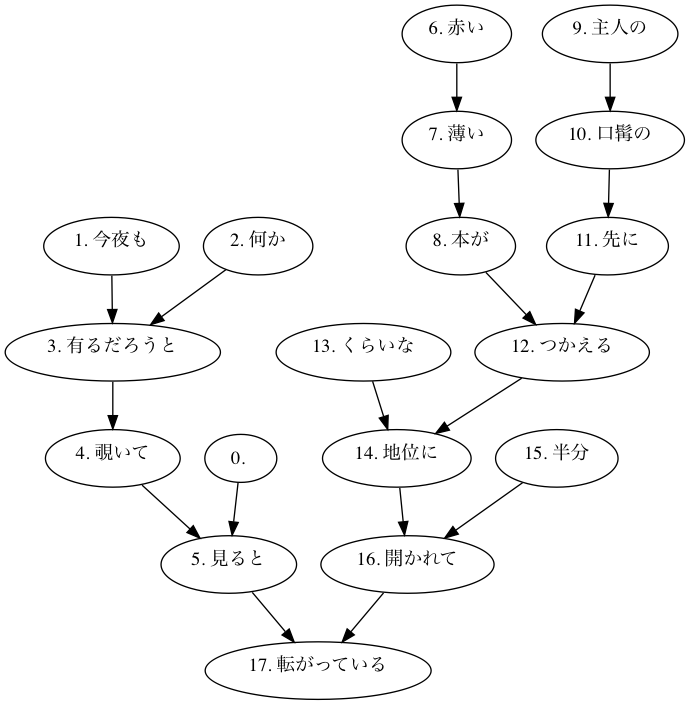 6. 赤い
9. 主人の
7. 薄い
10. 口髯の
1. 今夜も
2. 何か
8. 本が
11. 先に
3. 有るだろうと
13. くらいな
12. つかえる
4. 覗いて
0.
14. 地位に
15. 半分
5. 見ると
16. 開かれて
17. 転がっている